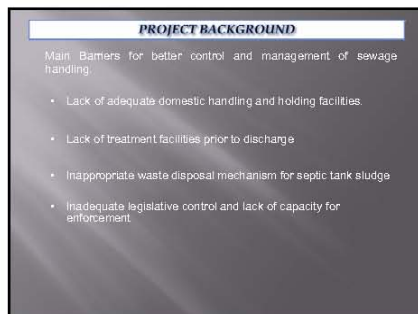 PROJECT BACKGROUND
Main Barriers for better control and management of sewage
handling.
• Lack of adequate domestic handling and holding facilities.
• Lack of treatment facilities prior to discharge
• Inappropriate waste disposal mechanism for septic tank sludge
• Inadequate legislative control and lack of capacity for
enforcement